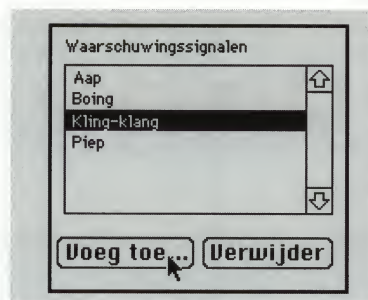 Waarschuwingssignalen
Aap
Boing
Kling-klang
Piep
Voeg toe...
Verwijder